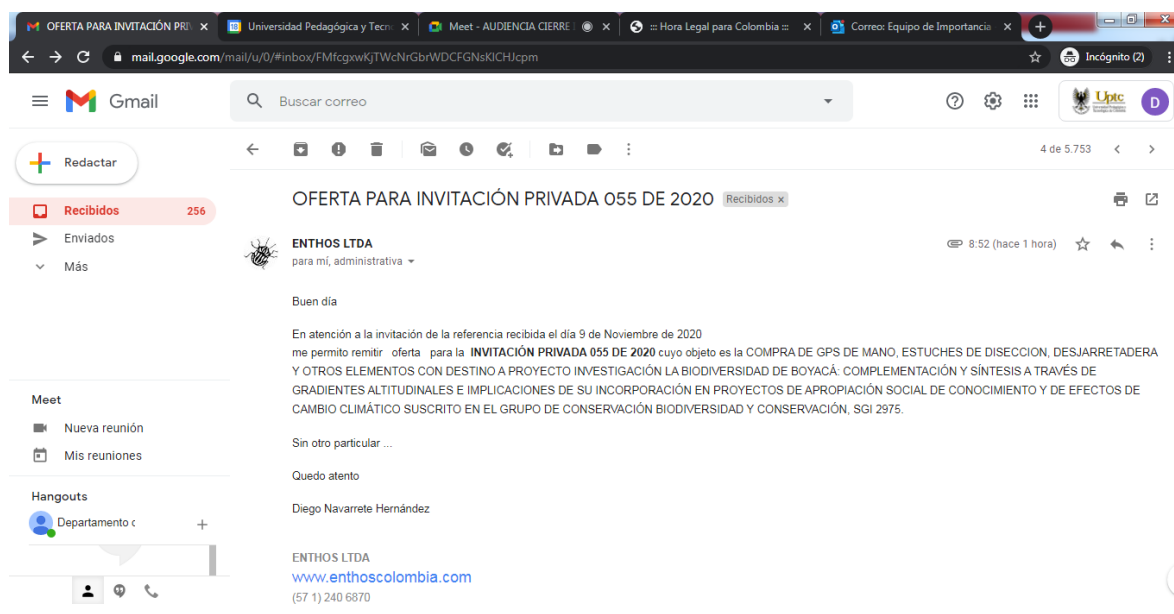 OFERTA PARA INVITACIÓN PRIV
Universidad Pedagógica y Tecno
Meet - AUDIENCIA CIERRE
::: Hora Legal para Colombia :::
Correo: Equipo de Importancia
mail.google.com/mail/u/0/#inbox/FMfcgxwKjTWcNrGbrWDCFGNsKlCHJcpm
Incógnito (2)
Gmail
Buscar correo
Uptc
D
Redactar
4 de 5.753
OFERTA PARA INVITACIÓN PRIVADA 055 DE 2020 Recibidos x
Recibidos 256
Enviados
Más
ENTHOS LTDA
8:52 (hace 1 hora)
para mí, administrativa
Buen día
En atención a la invitación de la referencia recibida el día 9 de Noviembre de 2020
me permito remitir oferta para la INVITACIÓN PRIVADA 055 DE 2020 cuyo objeto es la COMPRA DE GPS DE MANO, ESTUCHES DE DISECCION, DESJARRETADERA
Y OTROS ELEMENTOS CON DESTINO A PROYECTO INVESTIGACIÓN LA BIODIVERSIDAD DE BOYACÁ: COMPLEMENTACIÓN Y SÍNTESIS A TRAVÉS DE
GRADIENTES ALTITUDINALES E IMPLICACIONES DE SU INCORPORACIÓN EN PROYECTOS DE APROPIACIÓN SOCIAL DE CONOCIMIENTO Y DE EFECTOS DE
CAMBIO CLIMÁTICO SUSCRITO EN EL GRUPO DE CONSERVACIÓN BIODIVERSIDAD Y CONSERVACIÓN, SGI 2975.
Sin otro particular ...
Quedo atento
Diego Navarrete Hernández
ENTHOS LTDA
www.enthoscolombia.com
(57 1) 240 6870
Meet
Nueva reunión
Mis reuniones
Hangouts
Departamento c